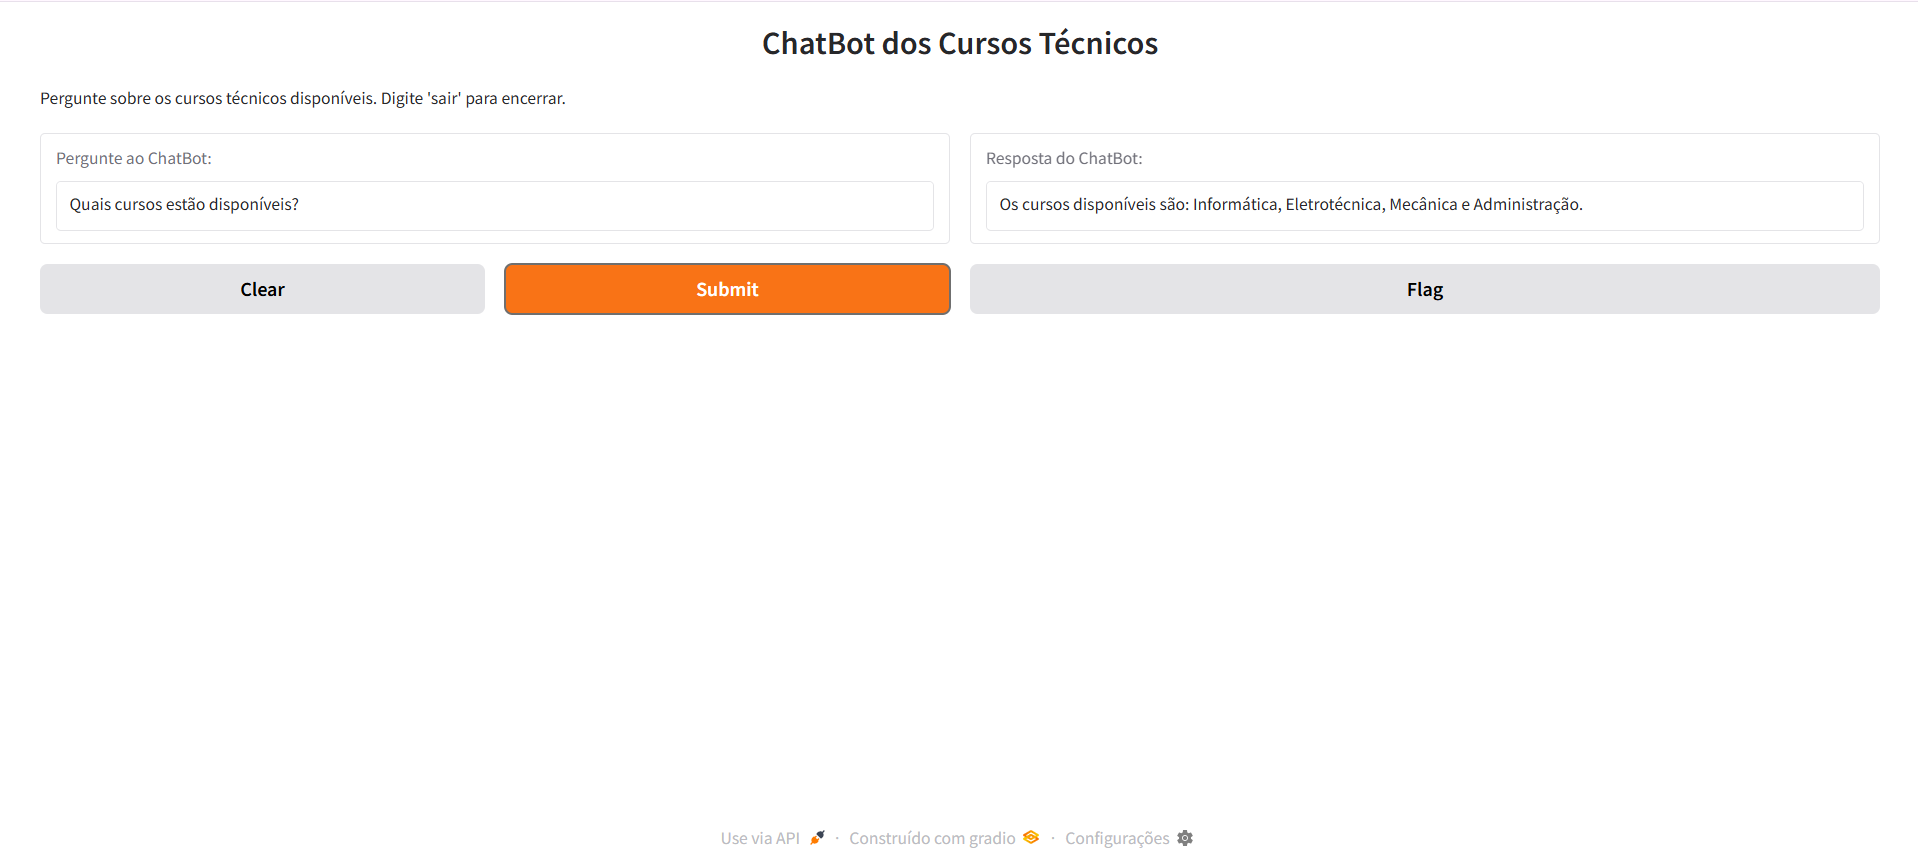 ChatBot dos Cursos Técnicos
Pergunte sobre os cursos técnicos disponíveis. Digite 'sair' para encerrar.
Pergunte ao ChatBot:
Quais cursos estão disponíveis?
Resposta do ChatBot:
Os cursos disponíveis são: Informática, Eletrotécnica, Mecânica e Administração.
Clear
Submit
Flag
Use via API · Construído com gradio · Configurações